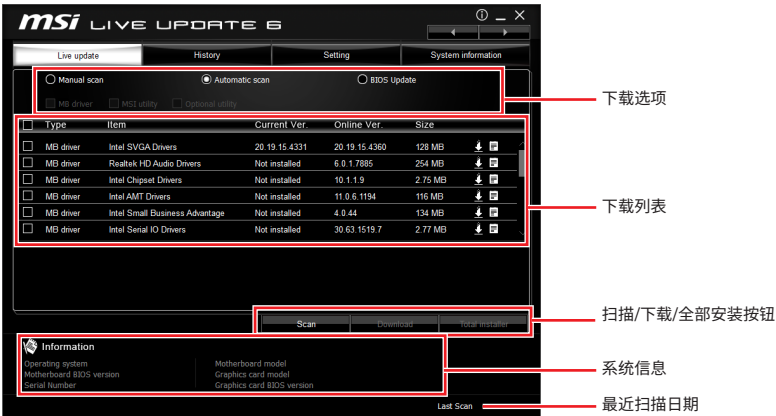 msi LIVE UPDATE 6
Live update History Setting System information
Manual scan Automatic scan BIOS Update
MB driver MSI utility Optional utility
下载选项
Type Item Current Ver. Online Ver. Size
MB driver Intel SVGA Drivers 20.19.15.4331 20.19.15.4360 128 MB
MB driver Realtek HD Audio Drivers Not installed 6.0.1.7885 254 MB
MB driver Intel Chipset Drivers Not installed 10.1.1.9 2.75 MB
MB driver Intel AMT Drivers Not installed 11.0.6.1194 116 MB
下载列表
MB driver Intel Small Business Advantage Not installed 4.0.44 134 MB
MB driver Intel Serial IO Drivers Not installed 30.63.1519.7 2.77 MB
Scan Download Total Installer
扫描/下载/全部安装按钮
Information
Operating system Motherboard model
Motherboard BIOS version Graphics card model
Serial Number Graphics card BIOS version
系统信息
Last Scan
最近扫描日期